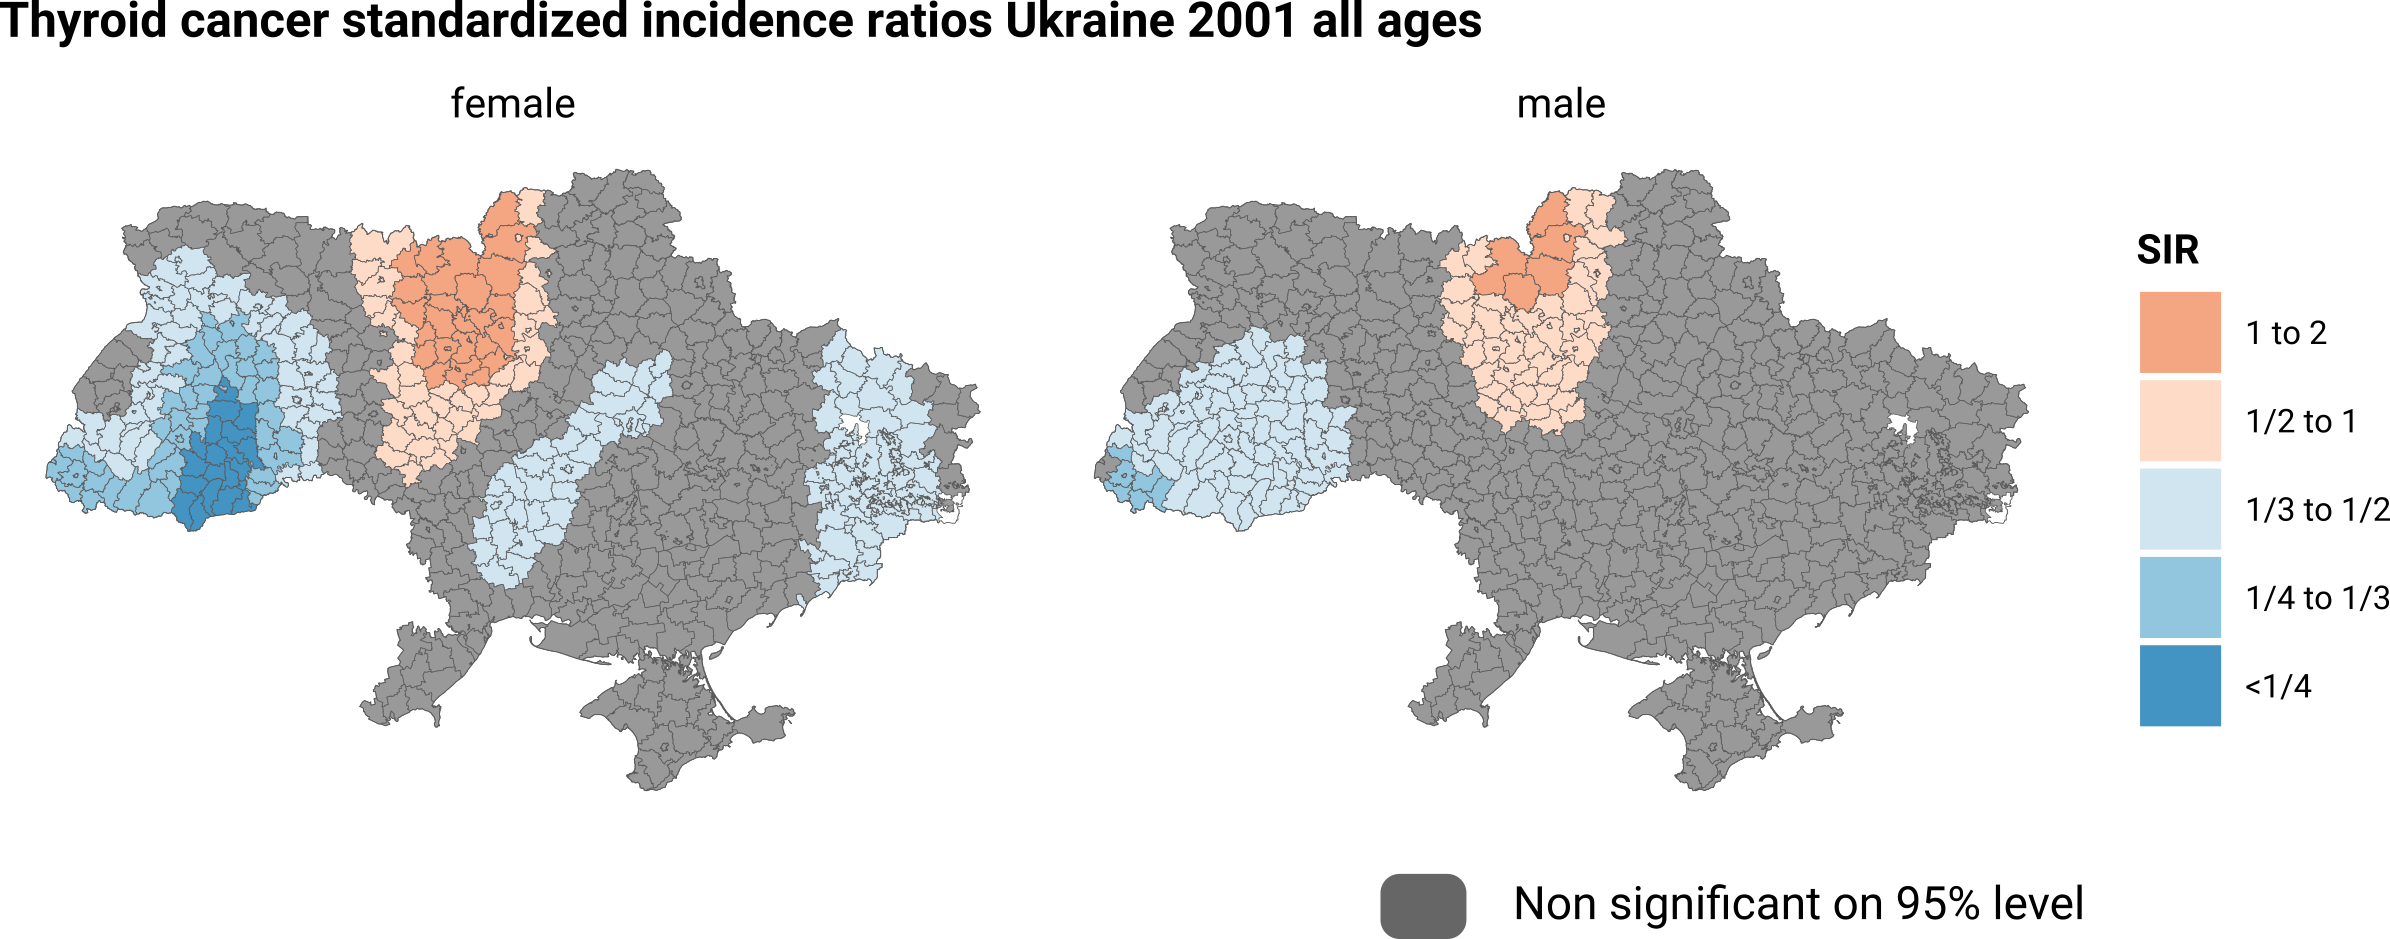 Thyroid cancer standardized incidence ratios Ukraine 2001 all ages
female
male
SIR
1 to 2
1/2 to 1
1/3 to 1/2
1/4 to 1/3
<1/4
Non significant on 95% level